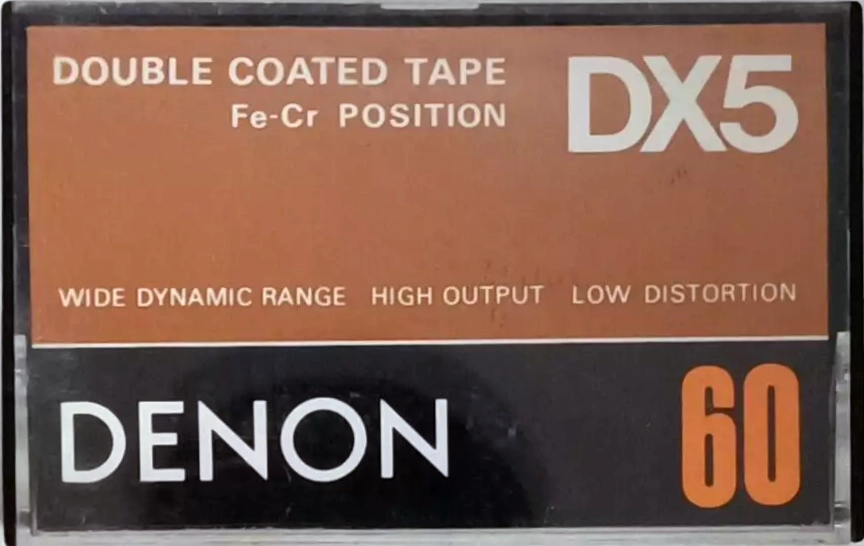 DOUBLE COATED TAPE DX5
Fe-Cr POSITION
WIDE DYNAMIC RANGE HIGH OUTPUT LOW DISTORTION
DENON 60